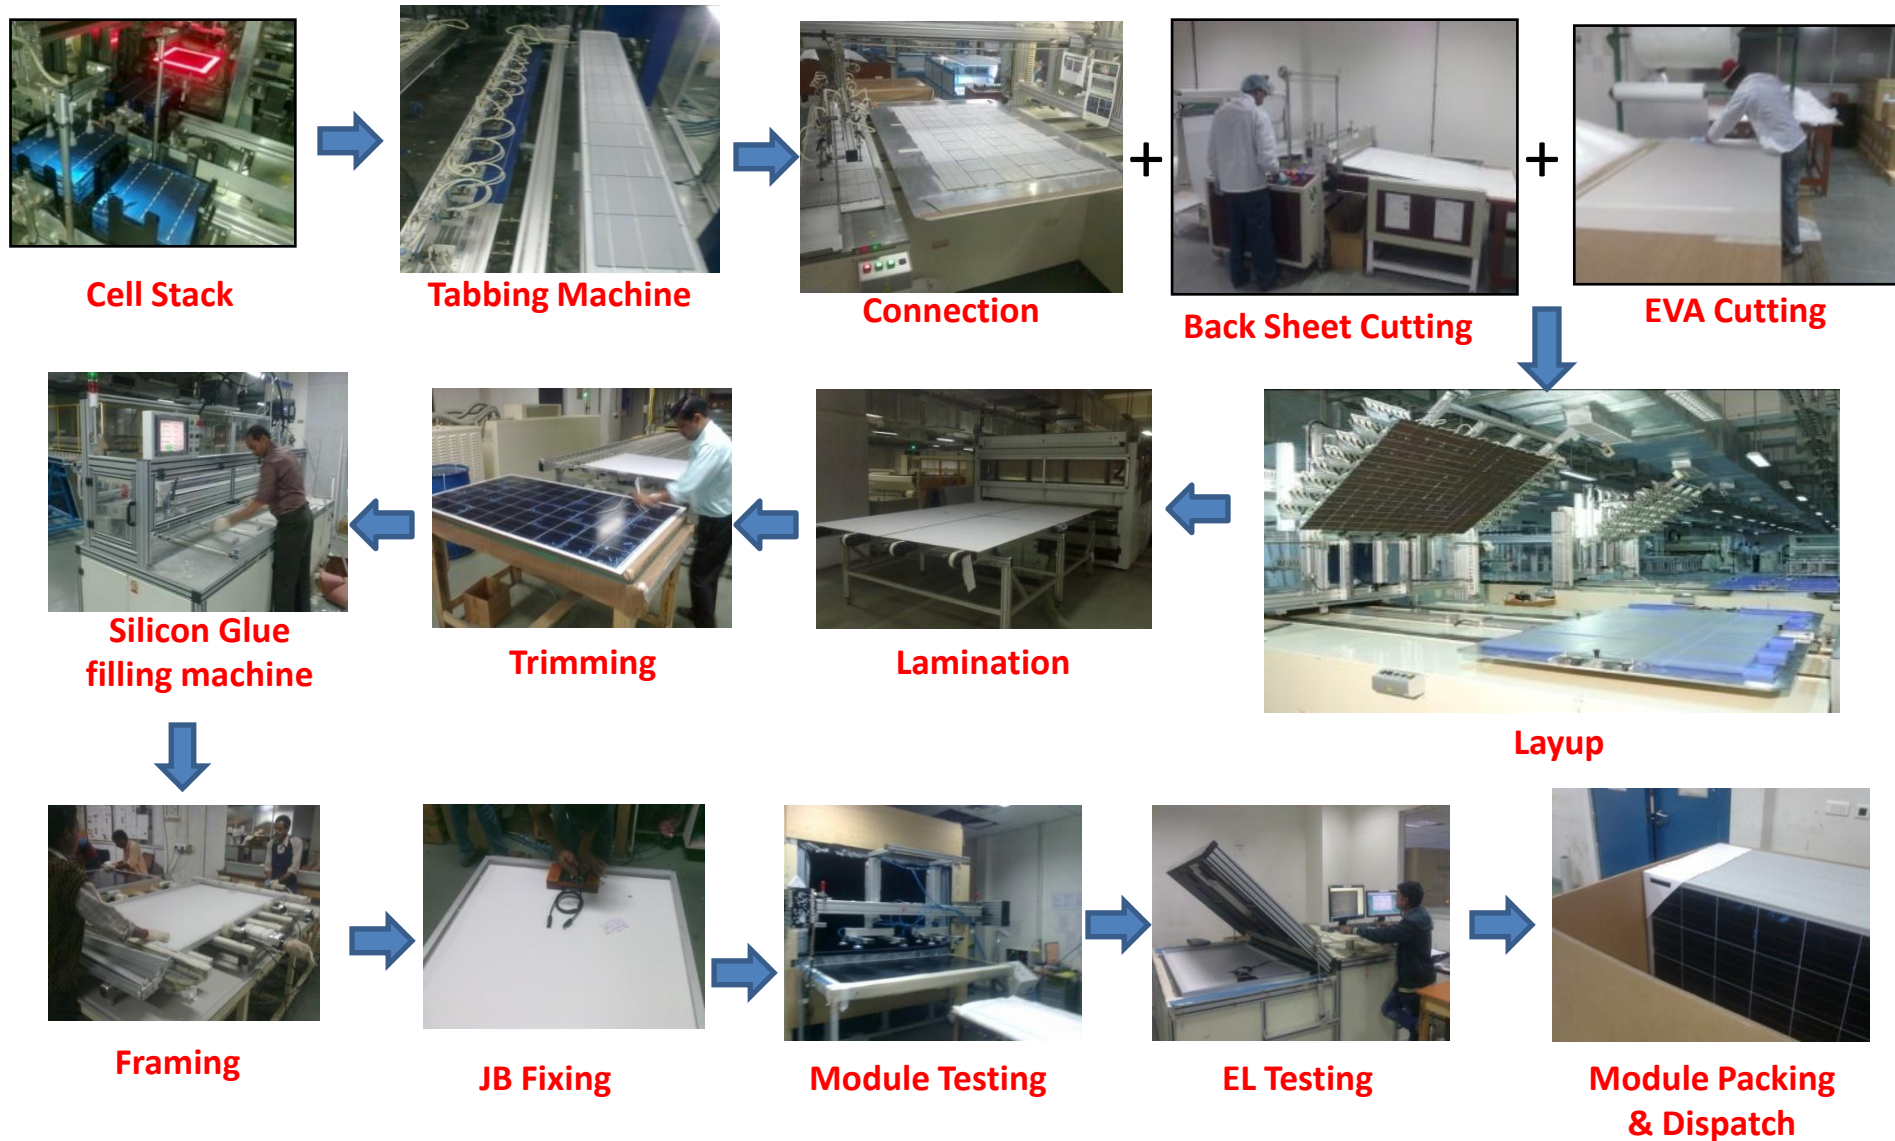 Cell Stack
Tabbing Machine
Connection
+
Back Sheet Cutting
+
EVA Cutting
Silicon Glue
filling machine
Trimming
Lamination
Layup
Framing
JB Fixing
Module Testing
EL Testing
Module Packing
& Dispatch